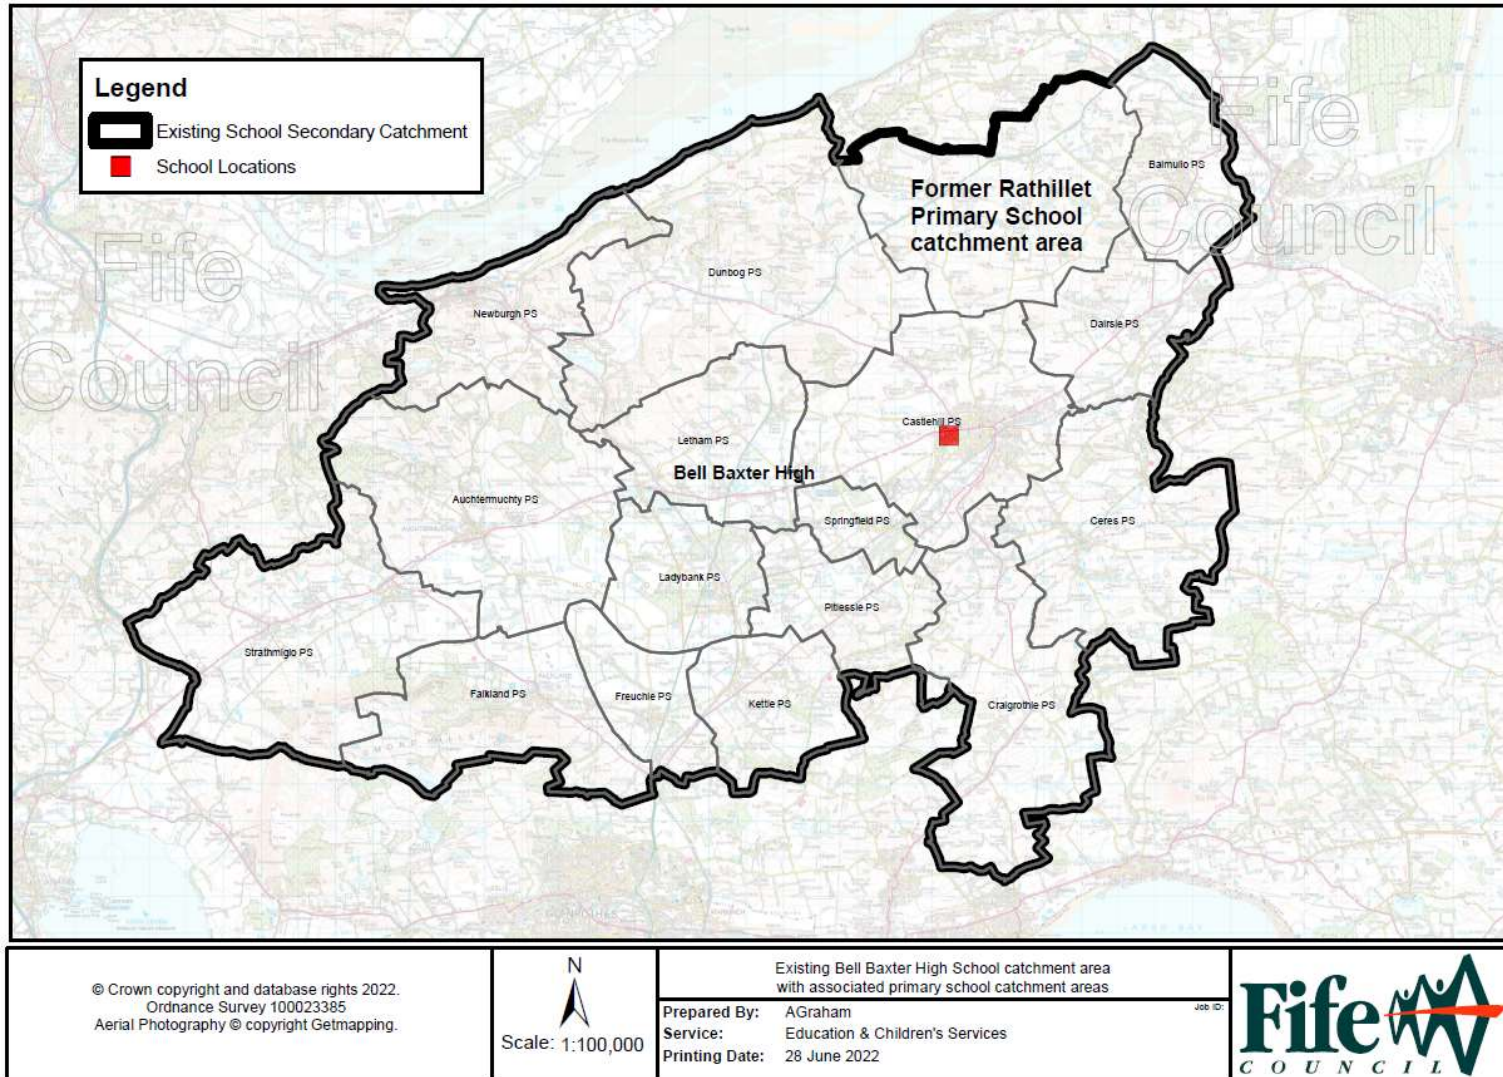 Legend
Existing School Secondary Catchment
School Locations
Fife
Council
Fife
Council
Former Rathillet
Primary School
catchment area
Balmullo PS
Dunbog PS
Newburgh PS
Dairsie PS
Castlehill PS
Letham PS
Bell Baxter High
Auchtermuchty PS
Springfield PS
Ceres PS
Ladybank PS
Pitlessie PS
Strathmiglo PS
Falkland PS
Freuchie PS
Kettle PS
Craigrothie PS
© Crown copyright and database rights 2022.
Ordnance Survey 100023385
Aerial Photography © copyright Getmapping.
N
Scale: 1:100,000
Existing Bell Baxter High School catchment area
with associated primary school catchment areas
Prepared By: AGraham
Job ID:
Service: Education & Children's Services
Printing Date: 28 June 2022
Fife
COUNCIL